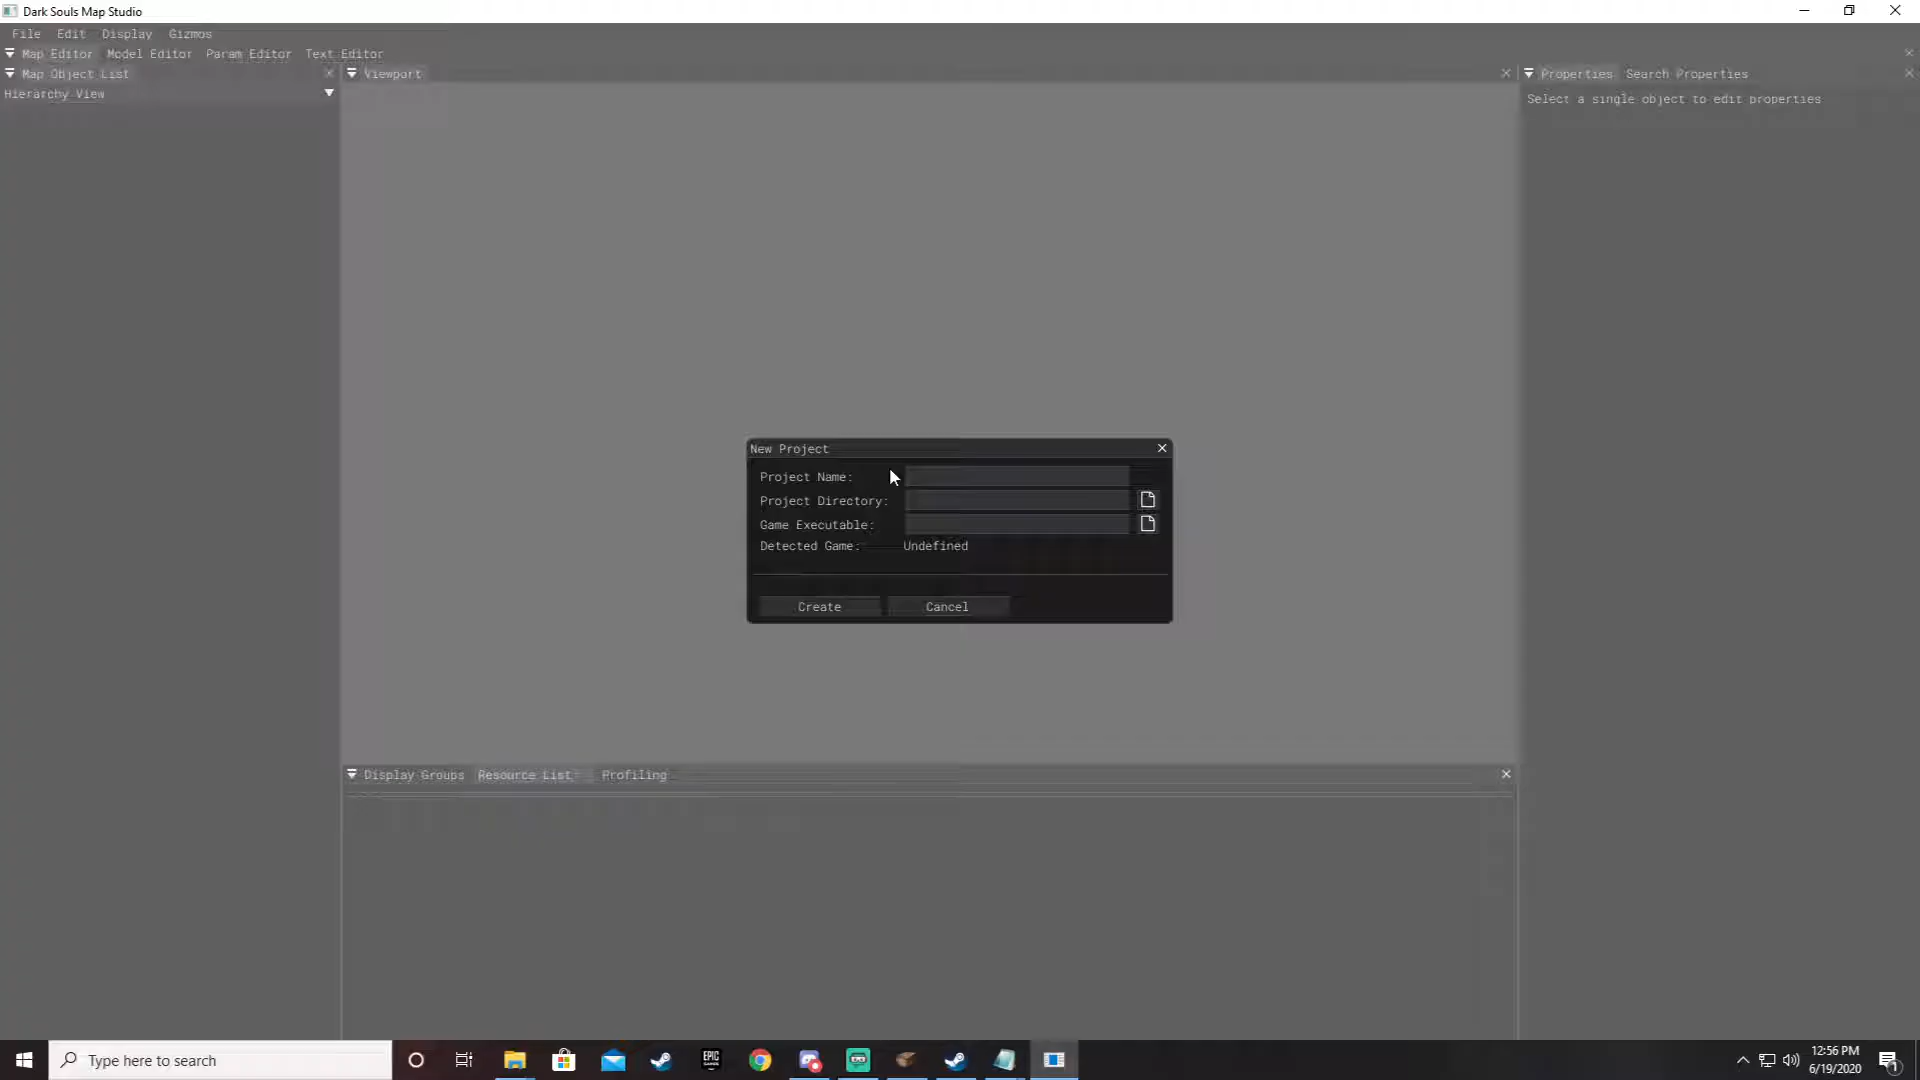 Dark Souls Map Studio
File Edit Display Gizmos
Map Editor Model Editor Param Editor Text Editor
Map Object List
Viewport
Properties Search Properties
Hierarchy View
Select a single object to edit properties
New Project
Project Name:
Project Directory:
Game Executable:
Detected Game: Undefined
Create Cancel
Display Groups Resource List Profiling
Type here to search
EPIC GAMES
12:56 PM
6/19/2020
1